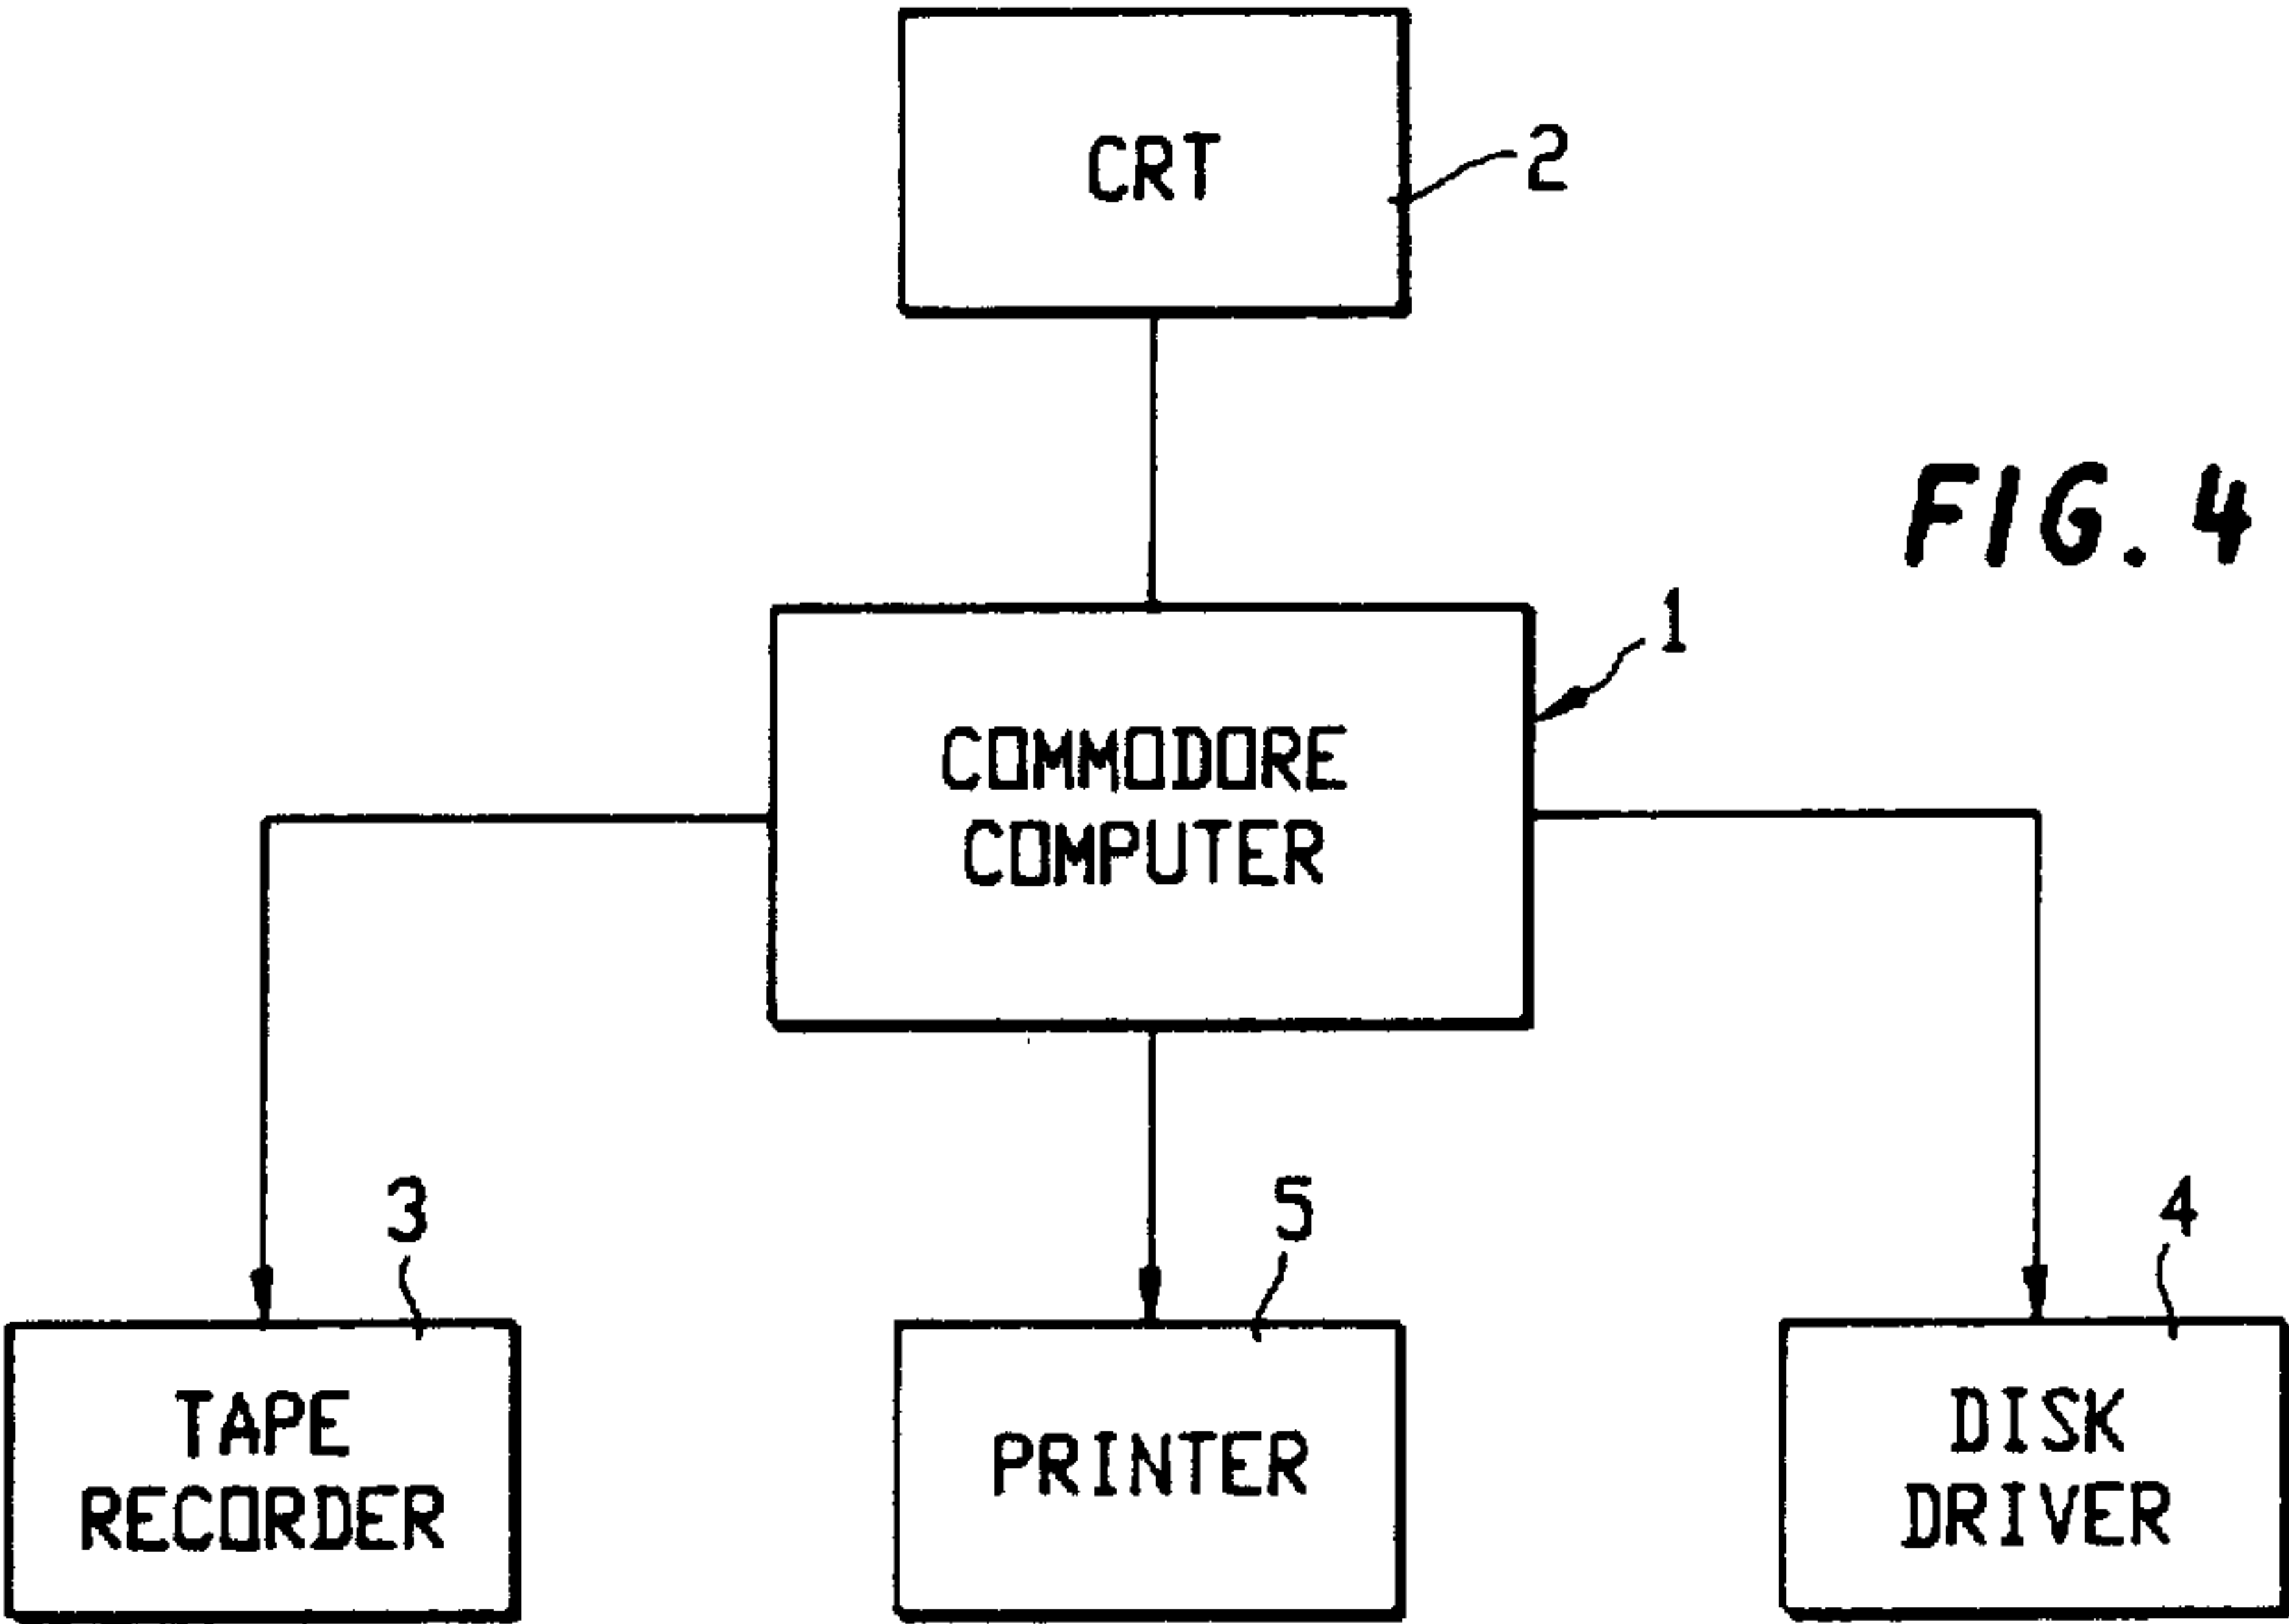 CRT
2
FIG. 4
1
COMMODORE
COMPUTER
3
5
4
TAPE
RECORDER
PRINTER
DISK
DRIVER